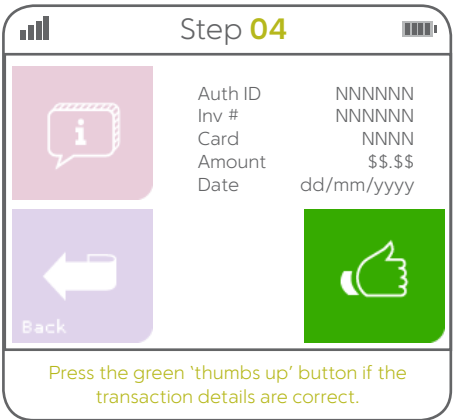 Step 04
i
Auth ID NNNNNN
Inv # NNNNNN
Card NNNN
Amount $$.$$
Date dd/mm/yyyy
Back
Press the green ‘thumbs up’ button if the
transaction details are correct.